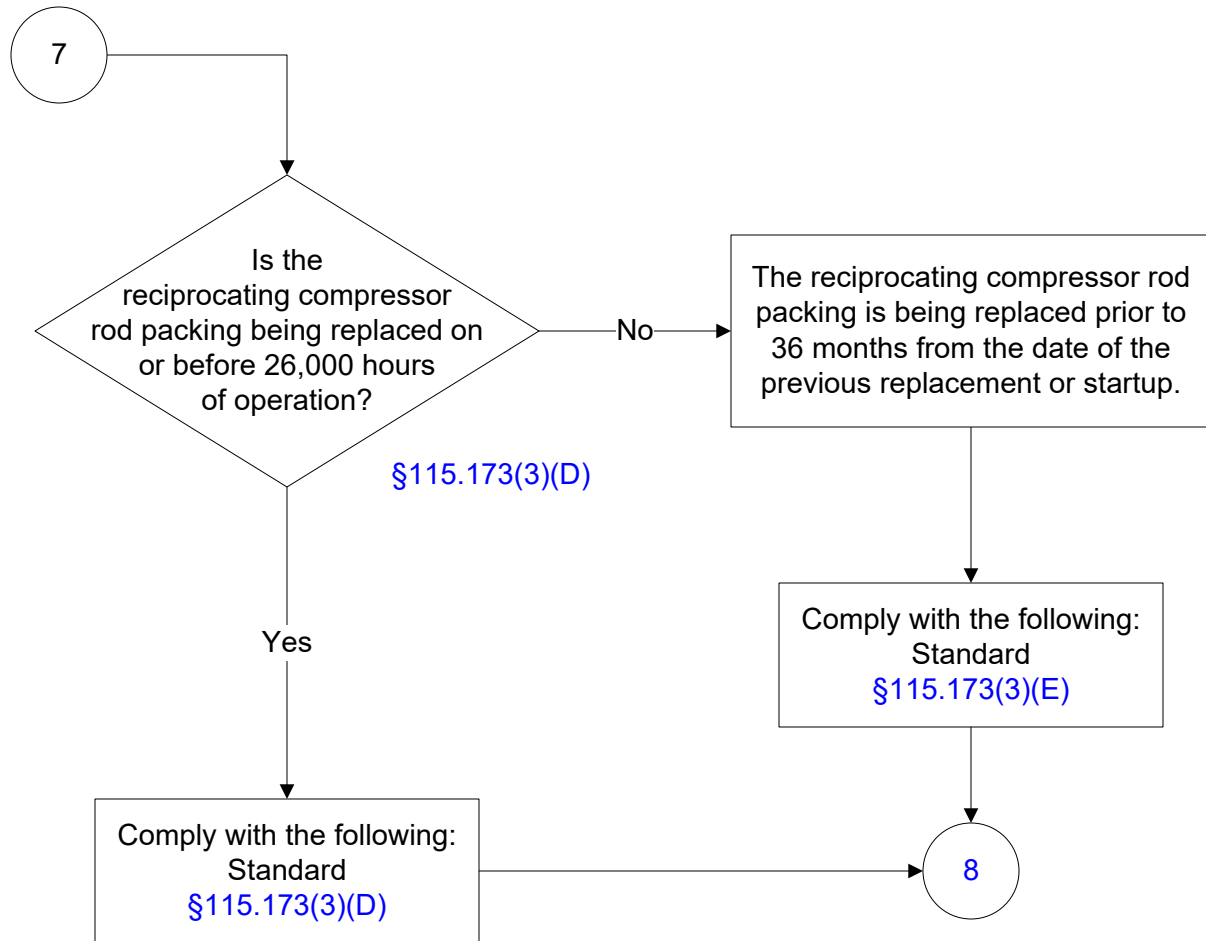 7
Is the
reciprocating compressor
rod packing being replaced on
or before 26,000 hours
of operation?
§115.173(3)(D)
No
The reciprocating compressor rod
packing is being replaced prior to
36 months from the date of the
previous replacement or startup.
Yes
Comply with the following:
Standard
§115.173(3)(E)
Comply with the following:
Standard
§115.173(3)(D)
8